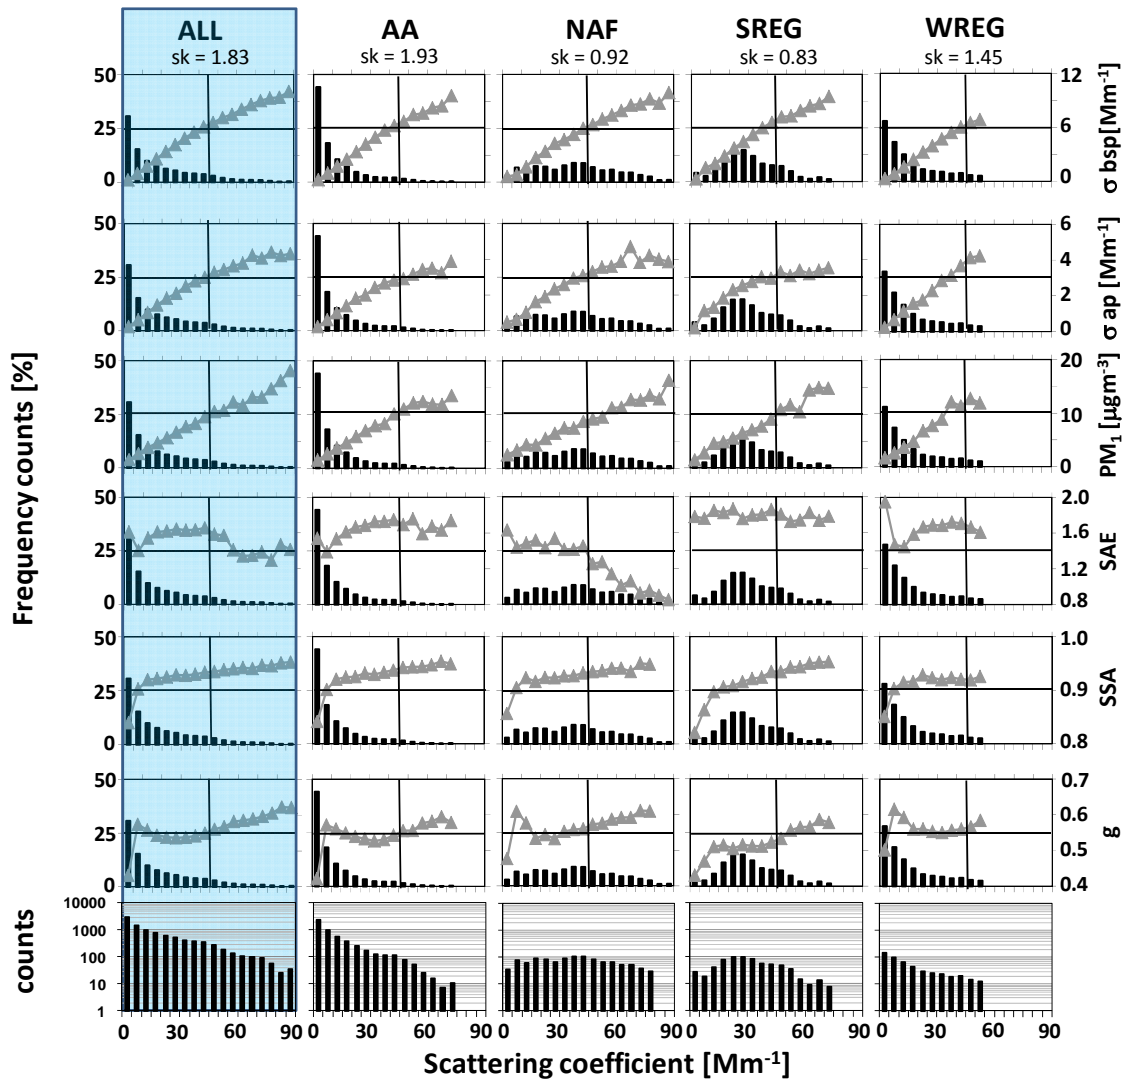 ALL AA NAF SREG WREG
sk = 1.83 sk = 1.93 sk = 0.92 sk = 0.83 sk = 1.45
50 12
25 6
0 0
σ bsp[Mm-1]
50 6
4
25
2
0 0
σ ap [Mm-1]
50 20
25 10
0 0
PM1 [µgm-3]
Frequency counts [%]
50 2.0
1.6
25
1.2
0 0.8
SAE
50 1.0
25 0.9
0 0.8
SSA
50 0.7
0.6
25
0.5
0 0.4
g
10000
1000
100
10
1
counts
0 30 60 90 0 30 60 90 0 30 60 90 0 30 60 90 0 30 60 90
Scattering coefficient [Mm-1]